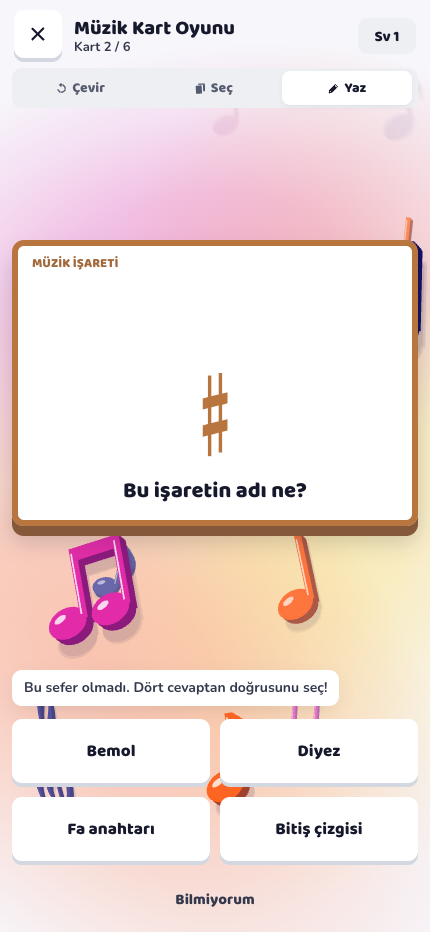 Müzik Kart Oyunu
Kart 2 / 6
Sv 1
Çevir
Seç
Yaz
MÜZİK İŞARETİ
Bu işaretin adı ne?
Bu sefer olmadı. Dört cevaptan doğrusunu seç!
Bemol
Diyez
Fa anahtarı
Bitiş çizgisi
Bilmiyorum